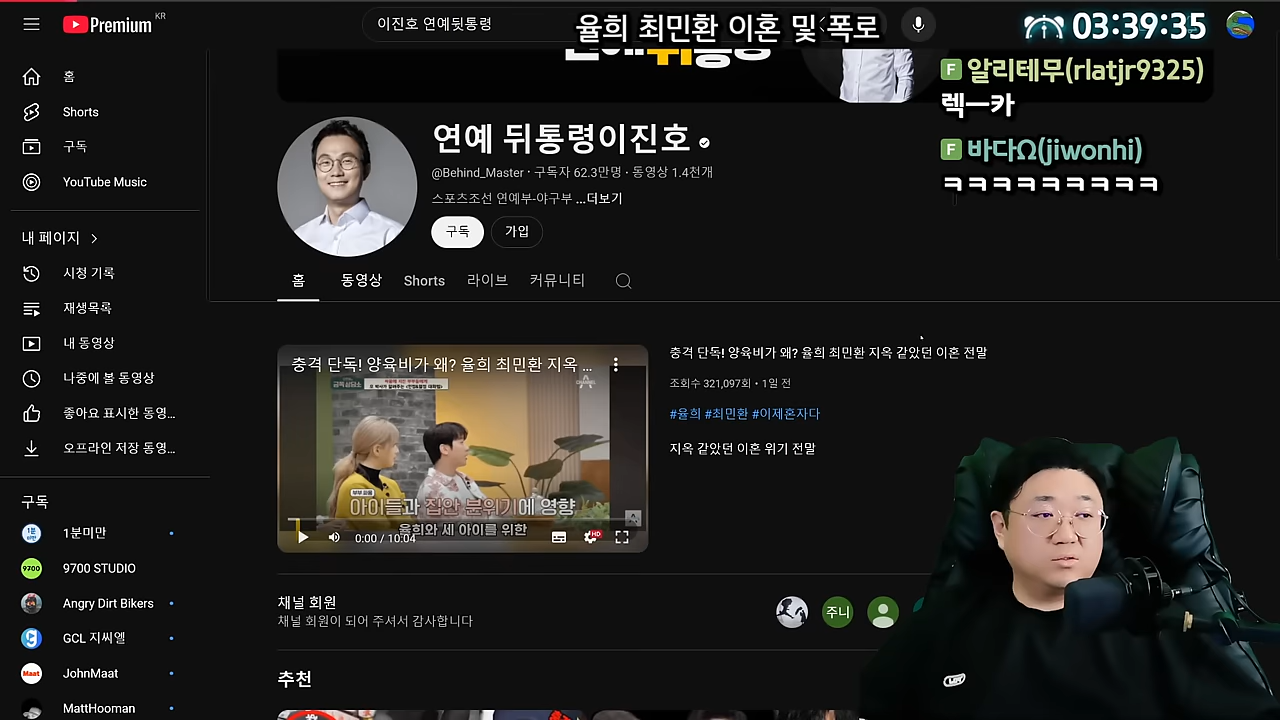 Premium KR
이진호 연예뒷통령
율희 최민환 이혼 및 폭로
03:39:35
홈
Shorts
구독
YouTube Music
내 페이지
시청 기록
재생목록
내 동영상
나중에 볼 동영상
좋아요 표시한 동영...
오프라인 저장 동영...
구독
1분미만
9700 STUDIO
Angry Dirt Bikers
GCL 지씨엘
JohnMaat
MattHooman
F 알리테무(rlatjr9325)
렉ㅡ카
F 바다Ω(jiwonhi)
ㅋㅋㅋㅋㅋㅋㅋㅋㅋ
연예 뒤통령이진호
@Behind_Master · 구독자 62.3만명 · 동영상 1.4천개
스포츠조선 연예부-야구부 ...더보기
구독
가입
홈
동영상
Shorts
라이브
커뮤니티
충격 단독! 양육비가 왜? 율희 최민환 지옥 ...
금쪽 상담소
CHANNEL
아이들과 집안 분위기에 영향
율희와 세 아이를 위한
0:00 / 10:04
HD
충격 단독! 양육비가 왜? 율희 최민환 지옥 같았던 이혼 전말
조회수 321,097회 · 1일 전
#율희 #최민환 #이제혼자다
지옥 같았던 이혼 위기 전말
채널 회원
채널 회원이 되어 주셔서 감사합니다
주니
추천